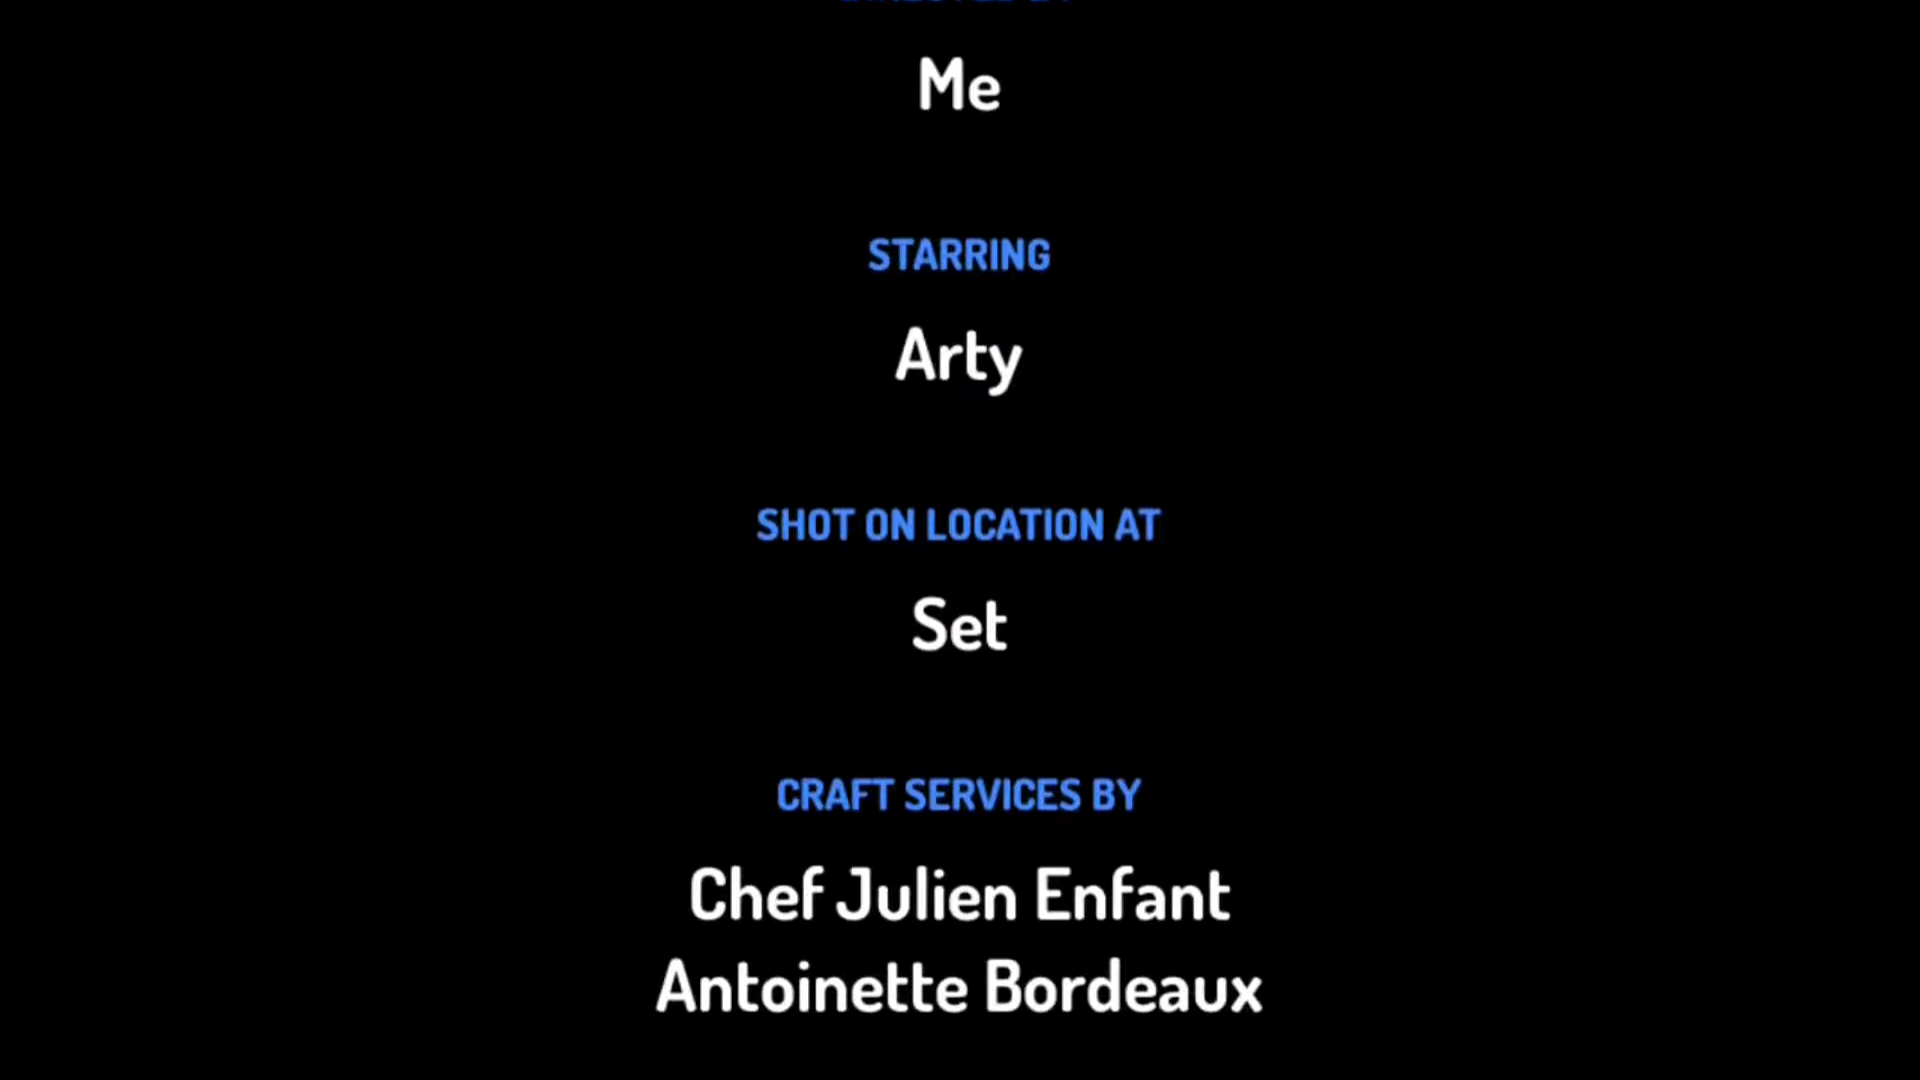 Me
STARRING
Arty
SHOT ON LOCATION AT
Set
CRAFT SERVICES BY
Chef Julien Enfant
Antoinette Bordeaux